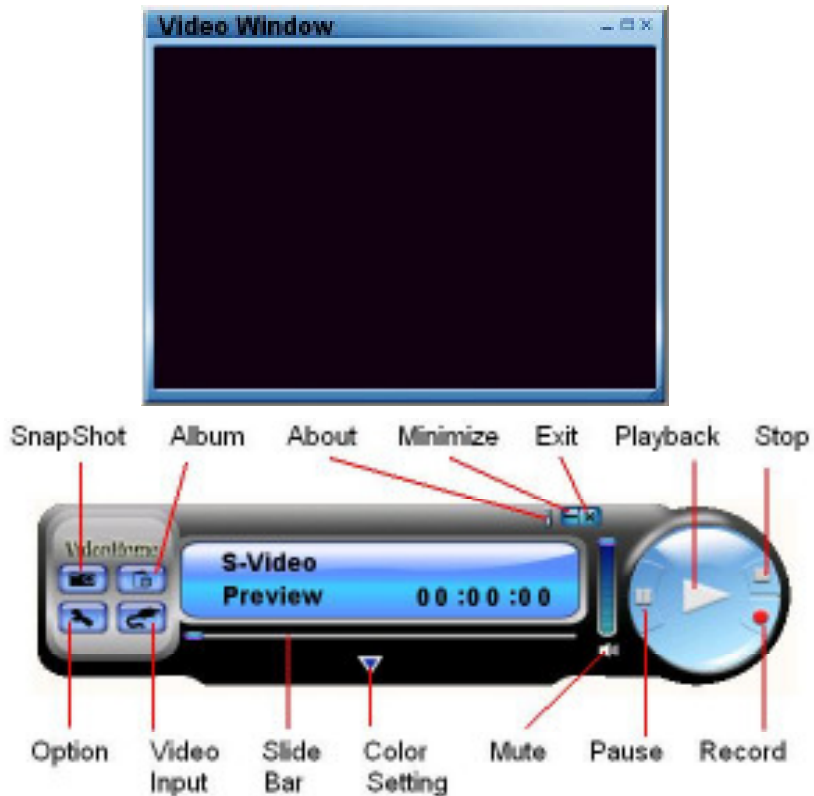 Video Window
SnapShot Album About Minimize Exit Playback Stop
VideoHome
S-Video
Preview 00:00:00
Option Video Input Slide Bar Color Setting Mute Pause Record